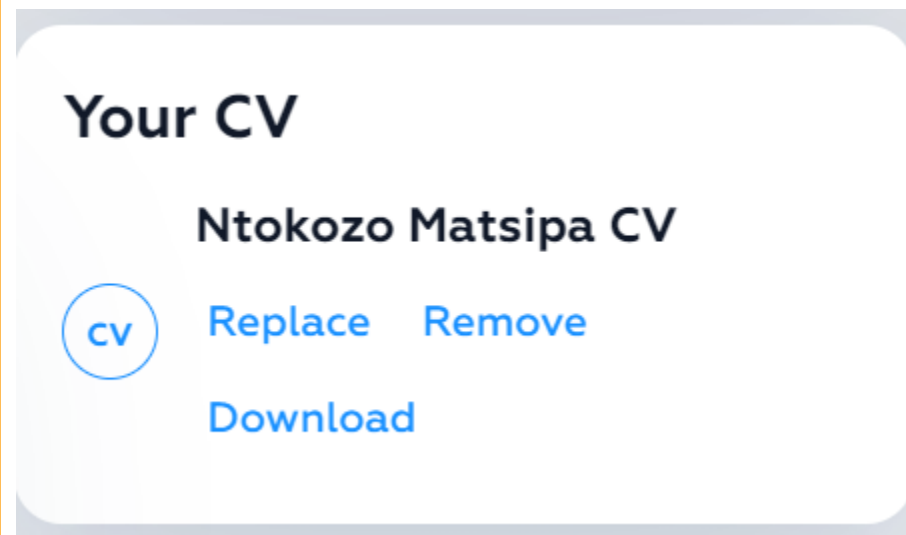 Your CV
Ntokozo Matsipa CV
CV
Replace Remove
Download